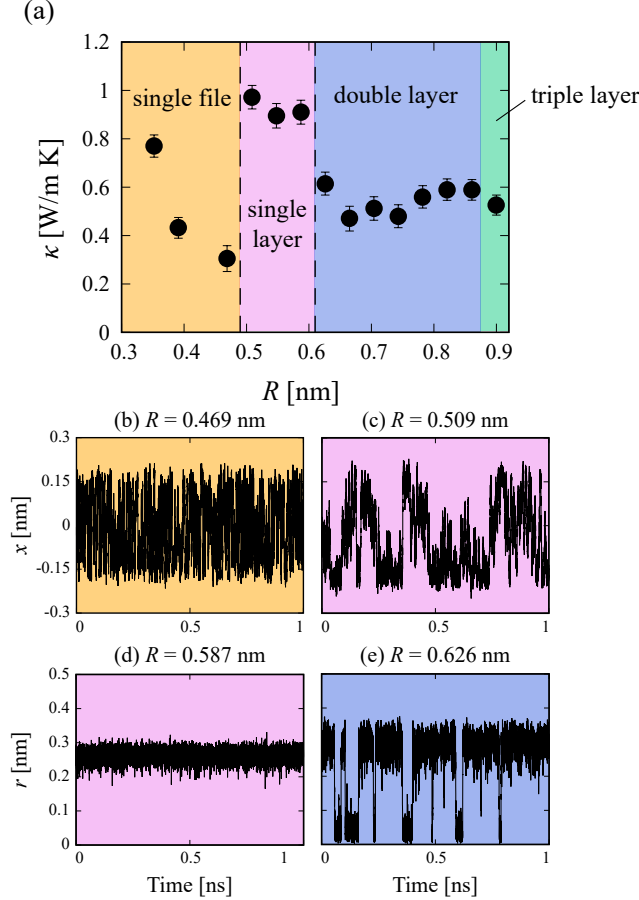 (a)
1.2
1
0.8
0.6
0.4
0.2
0
κ [W/m K]
single file
single
layer
double layer
triple layer
0.3 0.4 0.5 0.6 0.7 0.8 0.9
R [nm]
(b) R = 0.469 nm
(c) R = 0.509 nm
0.3
0.15
0
-0.15
-0.3
x [nm]
0 0.5 1
0 0.5 1
(d) R = 0.587 nm
(e) R = 0.626 nm
0.5
0.4
0.3
0.2
0.1
0
r [nm]
0 0.5 1
0 0.5 1
Time [ns]
Time [ns]